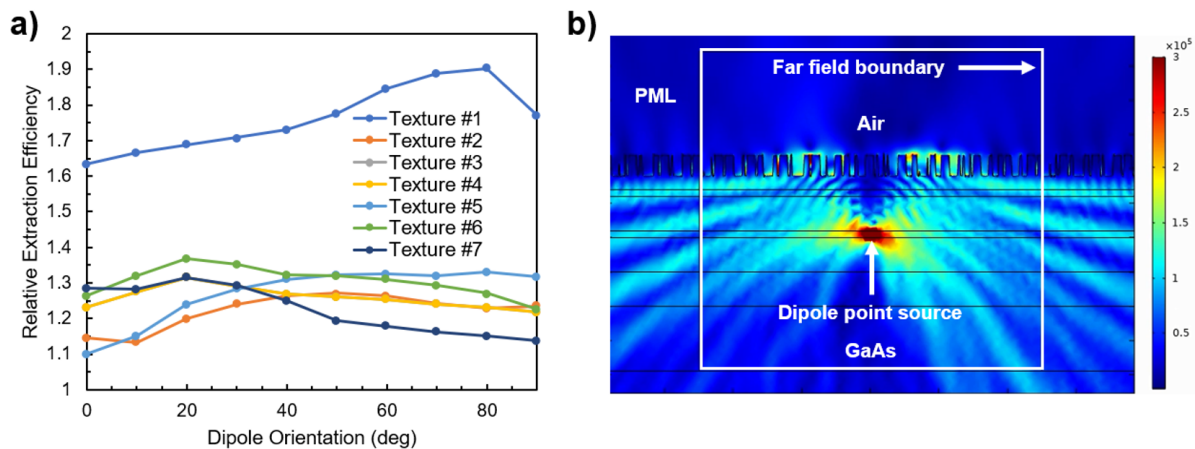 a)
2
1.9
1.8
1.7
1.6
1.5
1.4
1.3
1.2
1.1
1
Relative Extraction Efficiency
0
20
40
60
80
Dipole Orientation (deg)
Texture #1
Texture #2
Texture #3
Texture #4
Texture #5
Texture #6
Texture #7
b)
Far field boundary
PML
Air
Dipole point source
GaAs
×10⁵
3
2.5
2
1.5
1
0.5